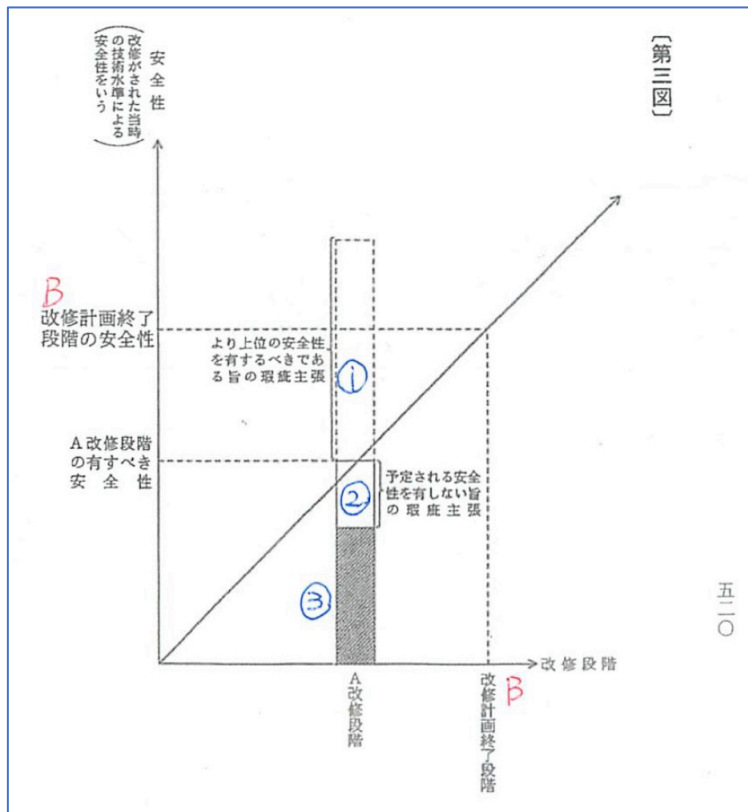 〔第三図〕
安全性
（改修がされた当時
の技術水準による
安全性をいう）
B
改修計画終了
段階の安全性
より上位の安全性
を有するべきであ
る旨の瑕疵主張
①
A改修段階
の有すべき
安全性
予定される安全
性を有しない旨
の瑕疵主張
②
③
五二〇
改修段階
A改修段階
改修計画終了段階
B